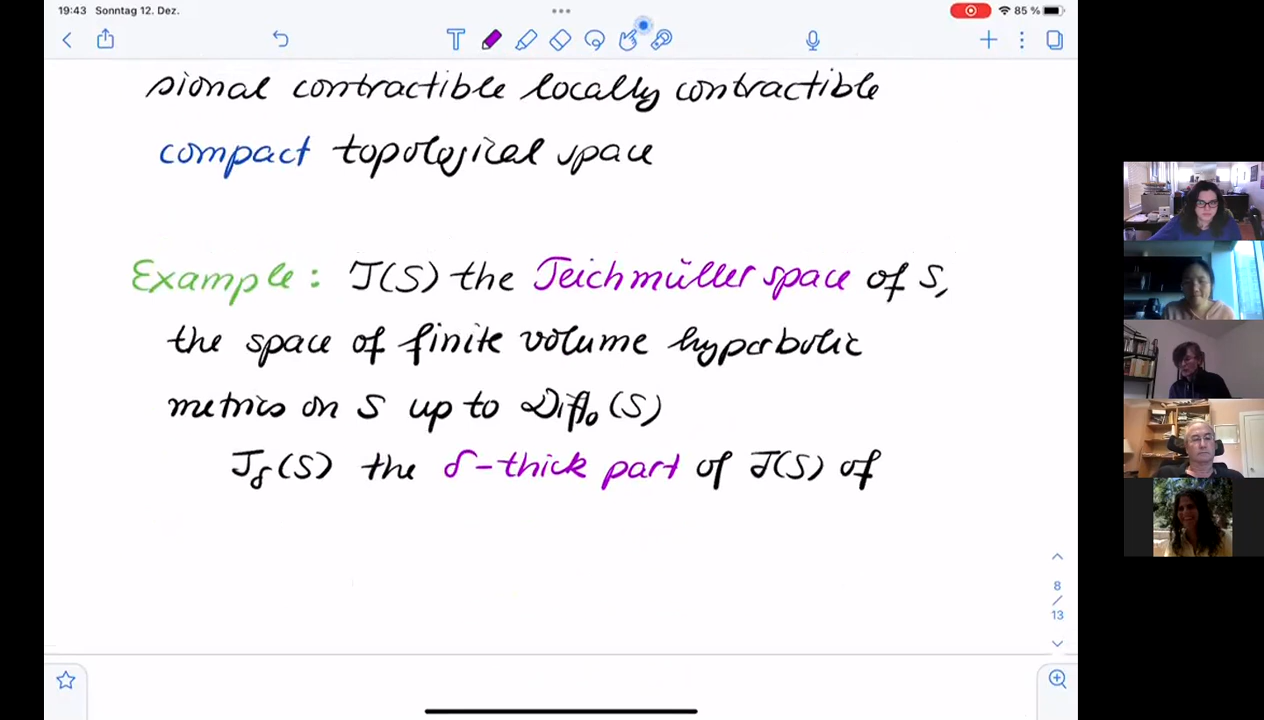 19:43 Sonntag 12. Dez.
85 %
sional contractible locally contractible
compact topological space
Example: T(S) the Teichmüller space of S,
the space of finite volume hyperbolic
metrics on S up to Diff₀(S)
T_δ(S) the δ-thick part of T(S) of
8
/
13